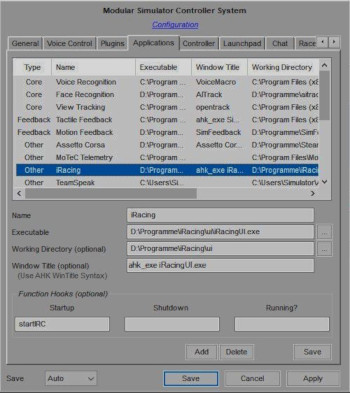 Modular Simulator Controller System
Configuration
General Voice Control Plugins Applications Controller Launchpad Chat Race
Type Name Executable Window Title Working Directory
Core Voice Recognition C:\Program ... VoiceMacro C:\Program Files (x8
Core Face Recognition D:\Program... AITrack D:\Programme\aitrac
Core View Tracking C:\Program... opentrack C:\Program Files (x8
Feedback Tactile Feedback C:\Program ... ahk_exe Si... C:\Program Files (x8
Feedback Motion Feedback D:\Program... SimFeedback D:\Programme\SimF
Other Assetto Corsa D:\Program... Assetto Cor... D:\Programme\Stear
Other MoTeC Telemetry C:\Program... C:\Program Files\Mo
Other iRacing D:\Program... ahk_exe iRa... D:\Programme\iRaci
Other TeamSpeak C:\Users\Si... C:\Users\Simulator\
Name iRacing
Executable D:\Programme\iRacing\ui\iRacingUI.exe ...
Working Directory (optional) D:\Programme\iRacing\ui ...
Window Title (optional) ahk_exe iRacingUI.exe
(Use AHK WinTitle Syntax)
Function Hooks (optional)
Startup Shutdown Running?
startIRC
Add Delete Save
Save Auto Save Cancel Apply